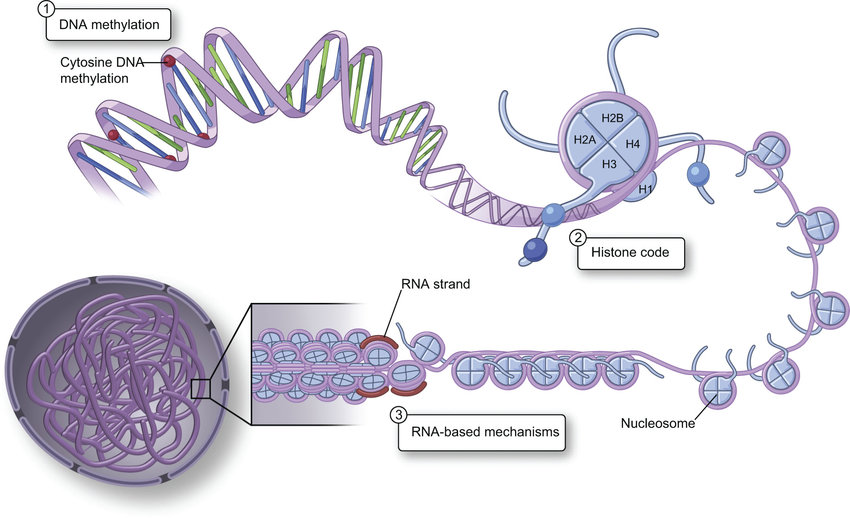 1
DNA methylation
Cytosine DNA
methylation
H2B
H2A
H4
H3
H1
2
Histone code
RNA strand
3
RNA-based mechanisms
Nucleosome